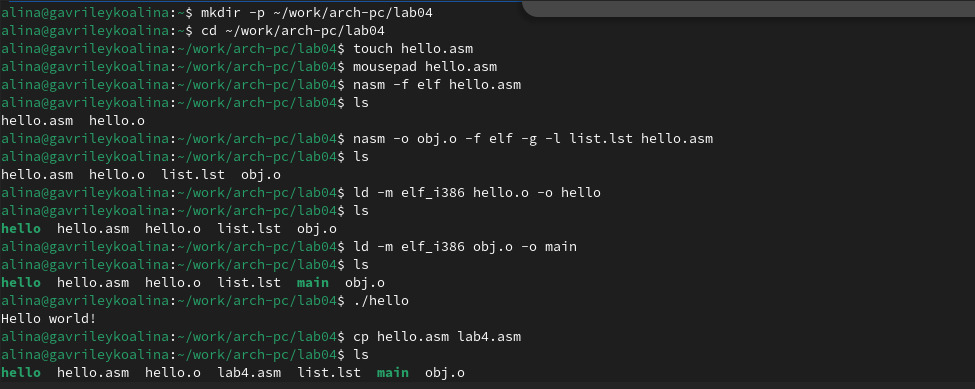 alina@gavrileykoalina:~$ mkdir -p ~/work/arch-pc/lab04
alina@gavrileykoalina:~$ cd ~/work/arch-pc/lab04
alina@gavrileykoalina:~/work/arch-pc/lab04$ touch hello.asm
alina@gavrileykoalina:~/work/arch-pc/lab04$ mousepad hello.asm
alina@gavrileykoalina:~/work/arch-pc/lab04$ nasm -f elf hello.asm
alina@gavrileykoalina:~/work/arch-pc/lab04$ ls
hello.asm  hello.o
alina@gavrileykoalina:~/work/arch-pc/lab04$ nasm -o obj.o -f elf -g -l list.lst hello.asm
alina@gavrileykoalina:~/work/arch-pc/lab04$ ls
hello.asm  hello.o  list.lst  obj.o
alina@gavrileykoalina:~/work/arch-pc/lab04$ ld -m elf_i386 hello.o -o hello
alina@gavrileykoalina:~/work/arch-pc/lab04$ ls
hello  hello.asm  hello.o  list.lst  obj.o
alina@gavrileykoalina:~/work/arch-pc/lab04$ ld -m elf_i386 obj.o -o main
alina@gavrileykoalina:~/work/arch-pc/lab04$ ls
hello  hello.asm  hello.o  list.lst  main  obj.o
alina@gavrileykoalina:~/work/arch-pc/lab04$ ./hello
Hello world!
alina@gavrileykoalina:~/work/arch-pc/lab04$ cp hello.asm lab4.asm
alina@gavrileykoalina:~/work/arch-pc/lab04$ ls
hello  hello.asm  hello.o  lab4.asm  list.lst  main  obj.o